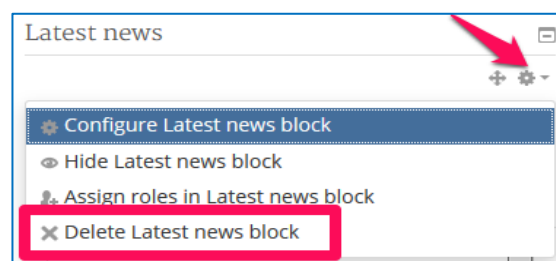 Latest news
Configure Latest news block
Hide Latest news block
Assign roles in Latest news block
Delete Latest news block